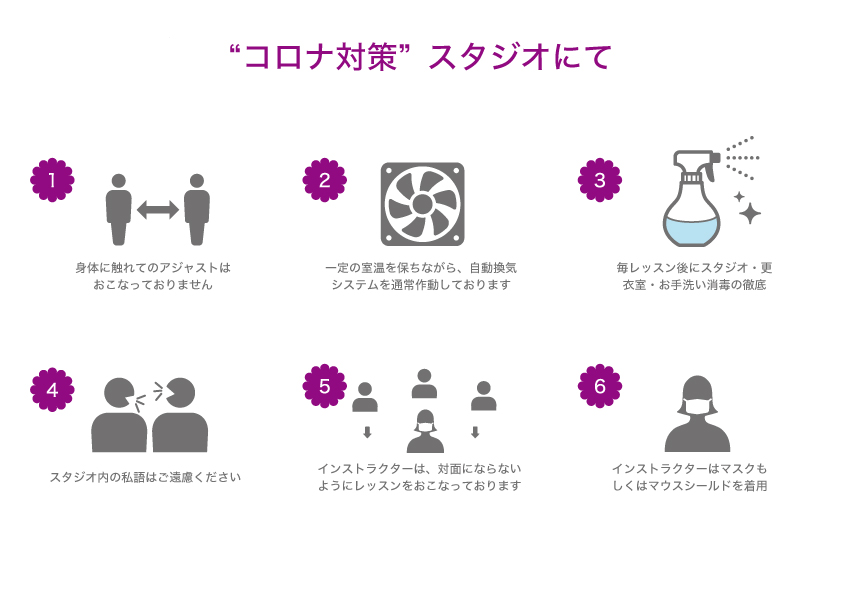 “コロナ対策” スタジオにて
1
身体に触れてのアジャストは
おこなっておりません
2
一定の室温を保ちながら、自動換気
システムを通常作動しております
3
毎レッスン後にスタジオ・更
衣室・お手洗い消毒の徹底
4
スタジオ内の私語はご遠慮ください
5
インストラクターは、対面にならない
ようにレッスンをおこなっております
6
インストラクターはマスクも
しくはマウスシールドを着用